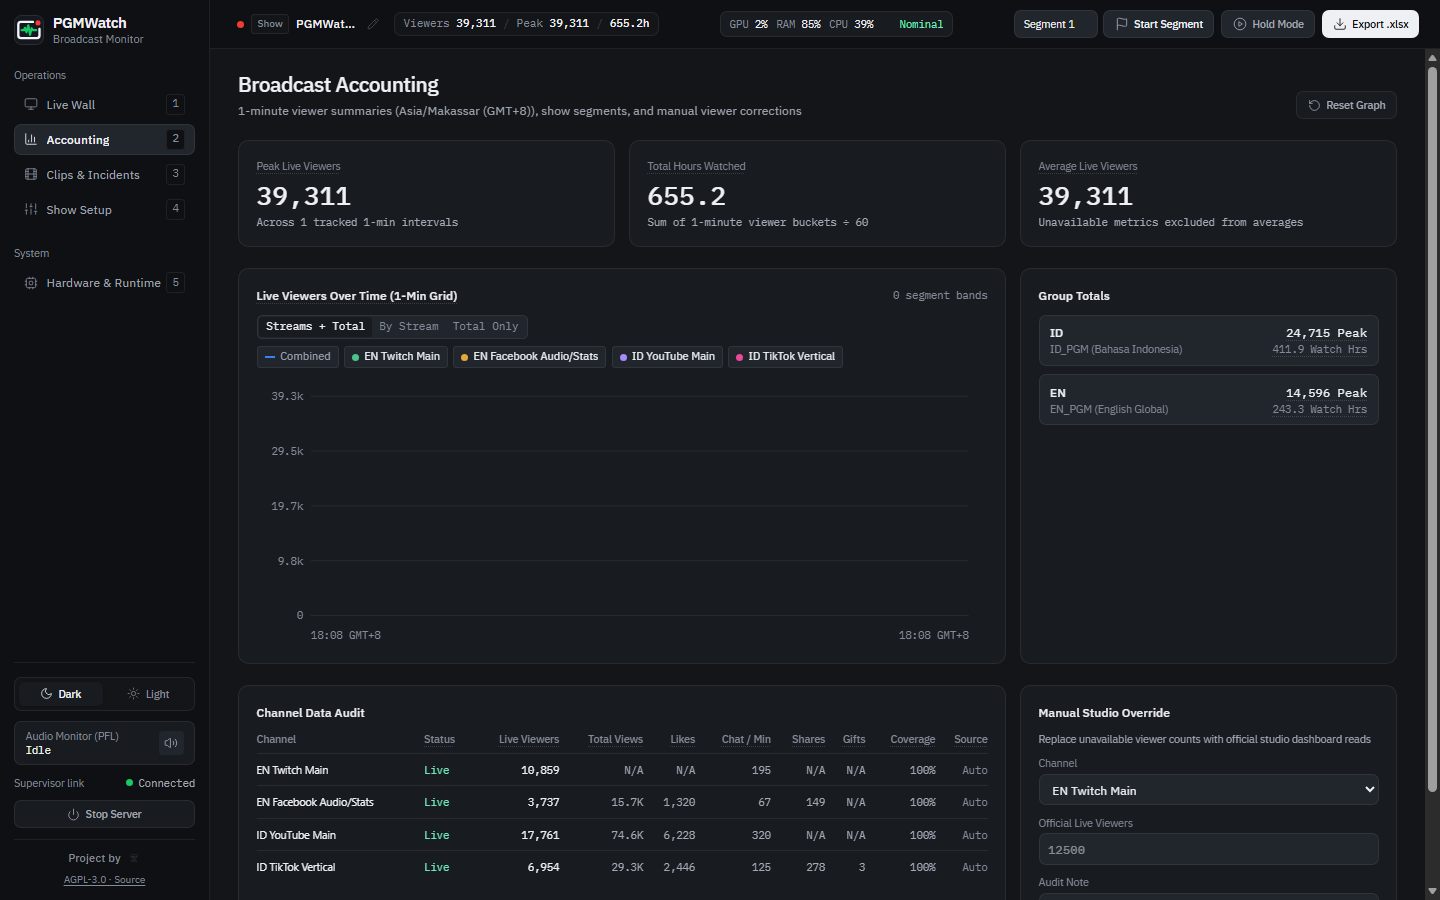 PGMWatch
Broadcast Monitor
Operations
Live Wall 1
Accounting 2
Clips & Incidents 3
Show Setup 4
System
Hardware & Runtime 5
Dark Light
Audio Monitor (PFL)
Idle
Supervisor link Connected
Stop Server
Project by
AGPL-3.0 · Source
Show PGMWat... Viewers 39,311 / Peak 39,311 / 655.2h GPU 2% RAM 85% CPU 39% Nominal Segment 1 Start Segment Hold Mode Export .xlsx
Broadcast Accounting
1-minute viewer summaries (Asia/Makassar (GMT+8)), show segments, and manual viewer corrections
Reset Graph
Peak Live Viewers
39,311
Across 1 tracked 1-min intervals
Total Hours Watched
655.2
Sum of 1-minute viewer buckets ÷ 60
Average Live Viewers
39,311
Unavailable metrics excluded from averages
Live Viewers Over Time (1-Min Grid) 0 segment bands
Streams + Total By Stream Total Only
Combined EN Twitch Main EN Facebook Audio/Stats ID YouTube Main ID TikTok Vertical
39.3k
29.5k
19.7k
9.8k
0
18:08 GMT+8 18:08 GMT+8
Group Totals
ID 24,715 Peak
ID_PGM (Bahasa Indonesia) 411.9 Watch Hrs
EN 14,596 Peak
EN_PGM (English Global) 243.3 Watch Hrs
Channel Data Audit
Channel Status Live Viewers Total Views Likes Chat / Min Shares Gifts Coverage Source
EN Twitch Main Live 10,859 N/A N/A 195 N/A N/A 100% Auto
EN Facebook Audio/Stats Live 3,737 15.7K 1,320 67 149 N/A 100% Auto
ID YouTube Main Live 17,761 74.6K 6,228 320 N/A N/A 100% Auto
ID TikTok Vertical Live 6,954 29.3K 2,446 125 278 3 100% Auto
Manual Studio Override
Replace unavailable viewer counts with official studio dashboard reads
Channel
EN Twitch Main
Official Live Viewers
12500
Audit Note